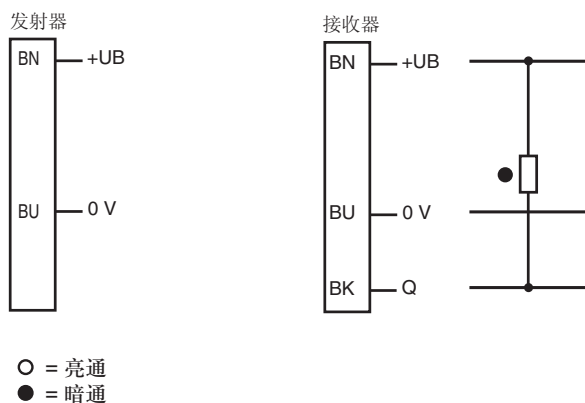 发射器
BN +UB
BU 0 V
接收器
BN +UB
BU 0 V
BK Q
= 亮通
= 暗通